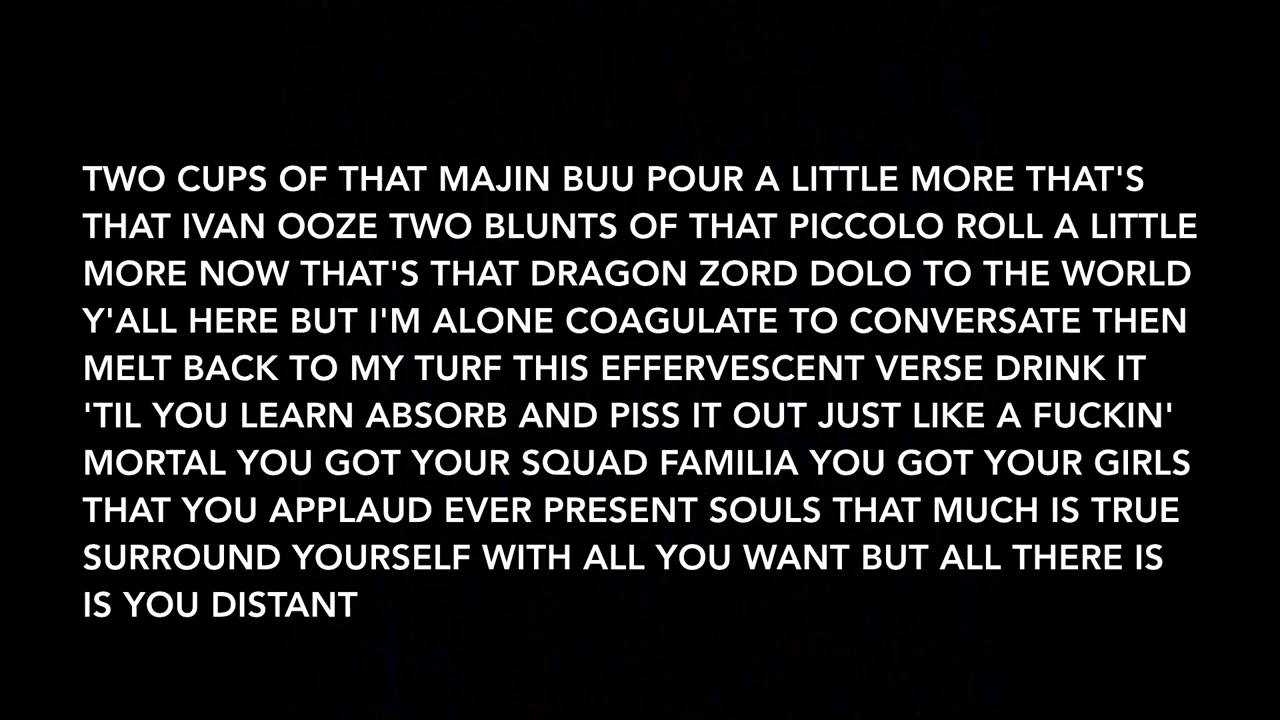 TWO CUPS OF THAT MAJIN BUU POUR A LITTLE MORE THAT'S
THAT IVAN OOZE TWO BLUNTS OF THAT PICCOLO ROLL A LITTLE
MORE NOW THAT'S THAT DRAGON ZORD DOLO TO THE WORLD
Y'ALL HERE BUT I'M ALONE COAGULATE TO CONVERSATE THEN
MELT BACK TO MY TURF THIS EFFERVESCENT VERSE DRINK IT
'TIL YOU LEARN ABSORB AND PISS IT OUT JUST LIKE A FUCKIN'
MORTAL YOU GOT YOUR SQUAD FAMILIA YOU GOT YOUR GIRLS
THAT YOU APPLAUD EVER PRESENT SOULS THAT MUCH IS TRUE
SURROUND YOURSELF WITH ALL YOU WANT BUT ALL THERE IS
IS YOU DISTANT